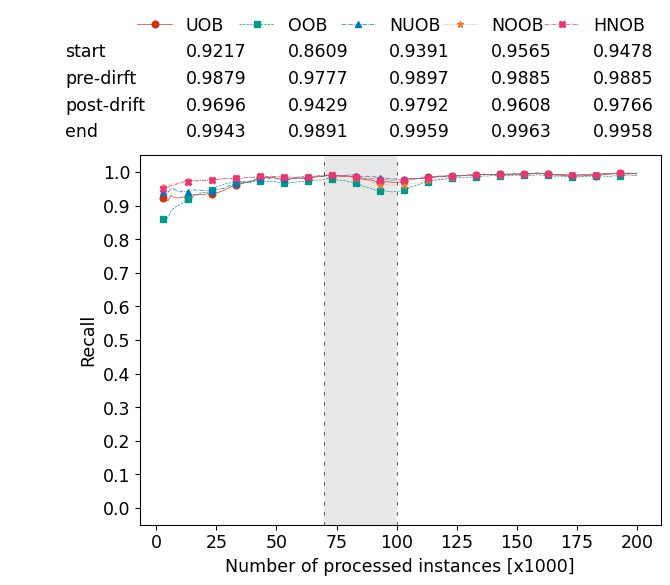 UOB OOB NUOB NOOB HNOB
start 0.9217 0.8609 0.9391 0.9565 0.9478
pre-dirft 0.9879 0.9777 0.9897 0.9885 0.9885
post-drift 0.9696 0.9429 0.9792 0.9608 0.9766
end 0.9943 0.9891 0.9959 0.9963 0.9958
1.0
0.9
0.8
0.7
0.6
0.5
0.4
0.3
0.2
0.1
0.0
Recall
0 25 50 75 100 125 150 175 200
Number of processed instances [x1000]